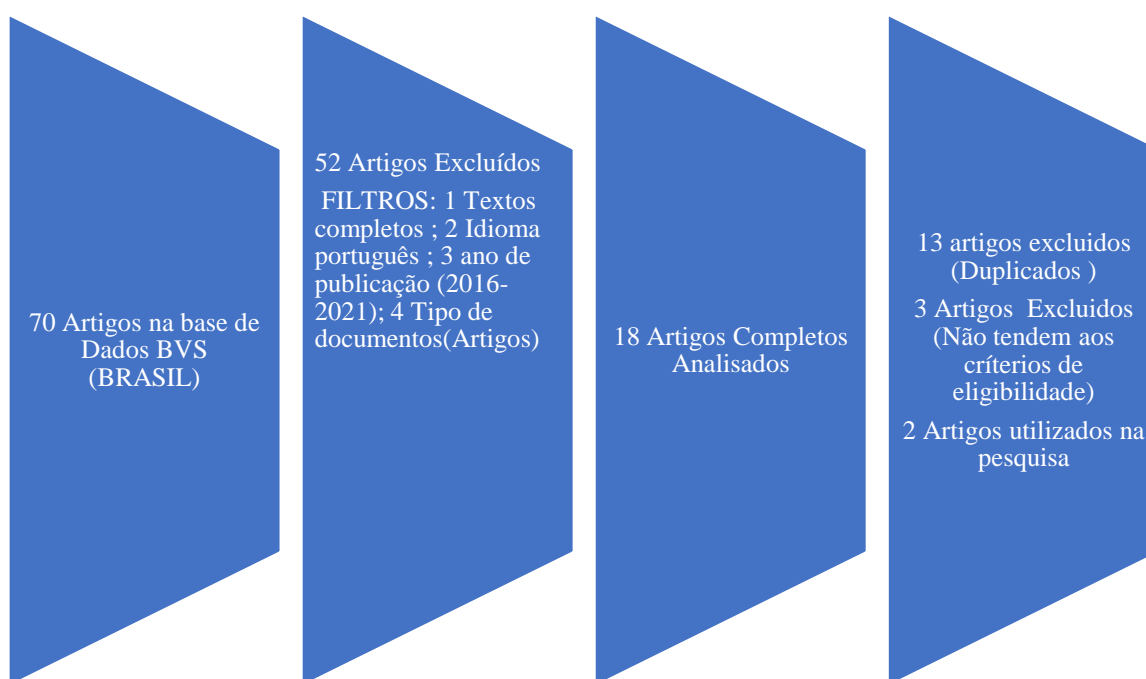 70 Artigos na base de
Dados BVS
(BRASIL)
52 Artigos Excluídos
FILTROS: 1 Textos
completos ; 2 Idioma
português ; 3 ano de
publicação (2016-
2021); 4 Tipo de
documentos(Artigos)
18 Artigos Completos
Analisados
13 artigos excluidos
(Duplicados )
3 Artigos Excluidos
(Não tendem aos
críterios de
eligibilidade)
2 Artigos utilizados na
pesquisa